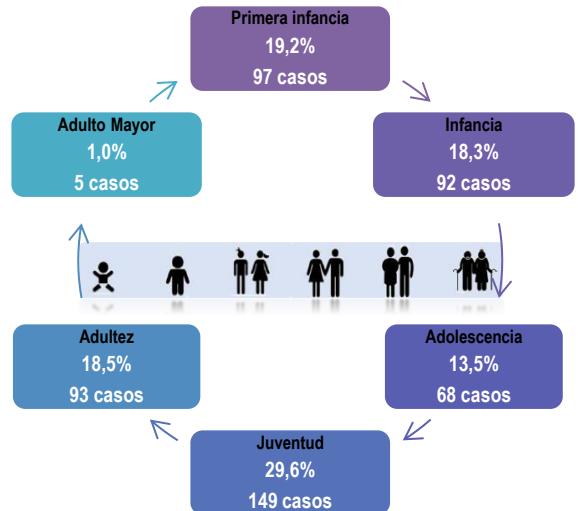 Primera infancia
19,2%
97 casos
Infancia
18,3%
92 casos
Adolescencia
13,5%
68 casos
Juventud
29,6%
149 casos
Adultez
18,5%
93 casos
Adulto Mayor
1,0%
5 casos